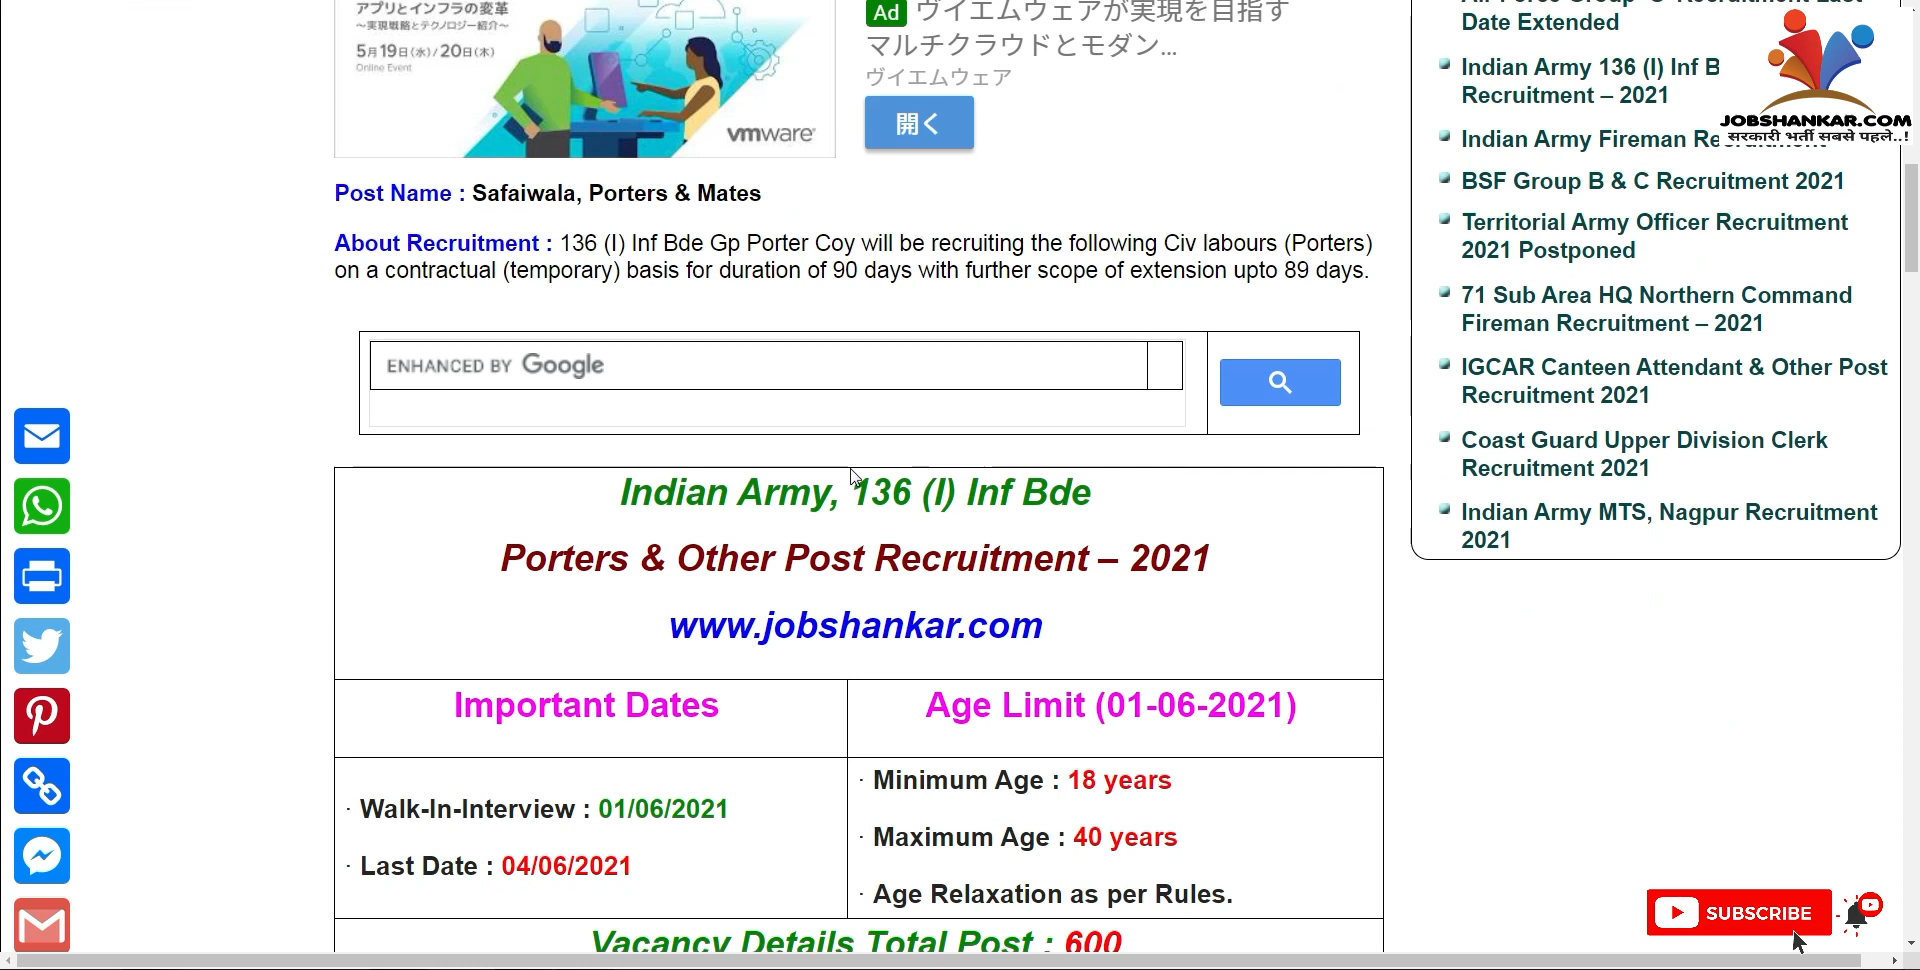 アプリとインフラの変革
～実現戦略とテクノロジー紹介～
5月19日(水)/20日(木)
Online Event
vmware
Ad ヴイエムウェアが実現を目指す
マルチクラウドとモダン...
ヴイエムウェア
開く
Post Name : Safaiwala, Porters & Mates
About Recruitment : 136 (I) Inf Bde Gp Porter Coy will be recruiting the following Civ labours (Porters)
on a contractual (temporary) basis for duration of 90 days with further scope of extension upto 89 days.
ENHANCED BY Google
Indian Army, 136 (I) Inf Bde
Porters & Other Post Recruitment – 2021
www.jobshankar.com
Important Dates
Age Limit (01-06-2021)
· Walk-In-Interview : 01/06/2021
· Last Date : 04/06/2021
· Minimum Age : 18 years
· Maximum Age : 40 years
· Age Relaxation as per Rules.
Vacancy Details Total Post : 600
Date Extended
Indian Army 136 (I) Inf B
Recruitment – 2021
Indian Army Fireman Recruitment
BSF Group B & C Recruitment 2021
Territorial Army Officer Recruitment
2021 Postponed
71 Sub Area HQ Northern Command
Fireman Recruitment – 2021
IGCAR Canteen Attendant & Other Post
Recruitment 2021
Coast Guard Upper Division Clerk
Recruitment 2021
Indian Army MTS, Nagpur Recruitment
2021
JOBSHANKAR.COM
सरकारी भर्ती सबसे पहले..!
SUBSCRIBE